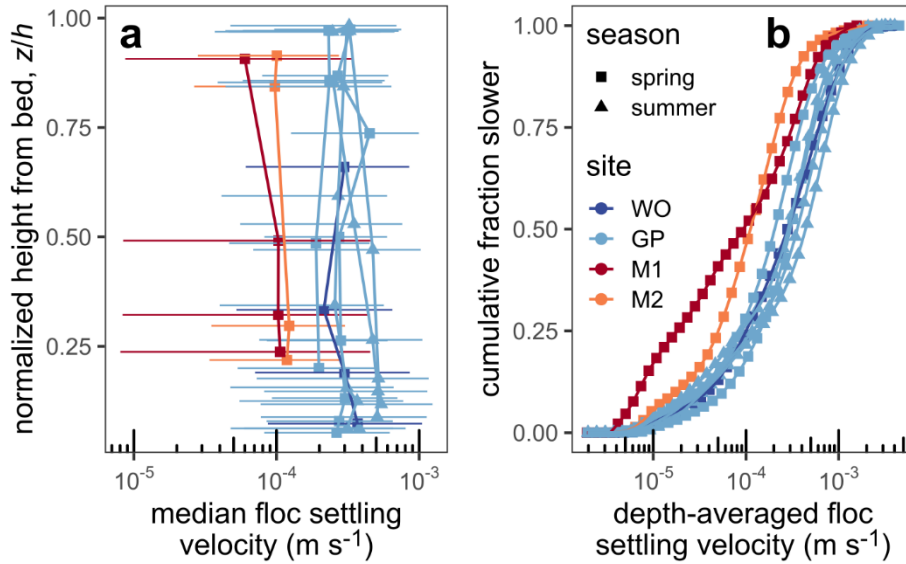 a
normalized height from bed, z/h
1.00
0.75
0.50
0.25
10⁻⁵
10⁻⁴
10⁻³
median floc settling
velocity (m s⁻¹)
b
cumulative fraction slower
1.00
0.75
0.50
0.25
0.00
season
spring
summer
site
WO
GP
M1
M2
10⁻⁵
10⁻⁴
10⁻³
depth-averaged floc
settling velocity (m s⁻¹)